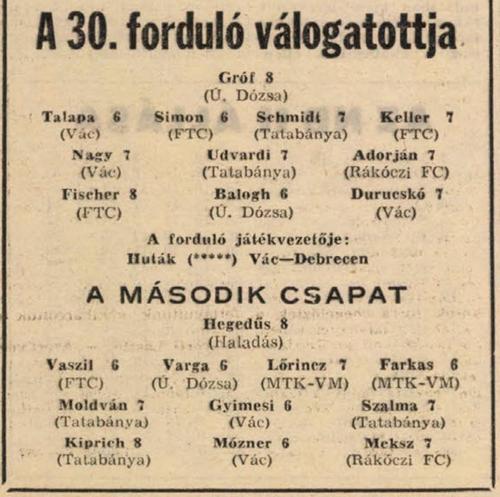 A 30. forduló válogatottja
Gróf 8
(Ú. Dózsa)
Talapa 6 Simon 6 Schmidt 7 Keller 7
(Vác) (FTC) (Tatabánya) (FTC)
Nagy 7 Udvardi 7 Adorján 7
(Vác) (Tatabánya) (Rákóczi FC)
Fischer 8 Balogh 6 Durucskó 7
(FTC) (Ú. Dózsa) (Vác)
A forduló játékvezetője:
Huták (*****) Vác—Debrecen
A MÁSODIK CSAPAT
Hegedűs 8
(Haladás)
Vaszil 6 Varga 6 Lőrincz 7 Farkas 6
(FTC) (Ú. Dózsa) (MTK-VM) (MTK-VM)
Moldván 7 Gyimesi 6 Szalma 7
(Tatabánya) (Vác) (Tatabánya)
Kiprich 8 Mózner 6 Meksz 7
(Tatabánya) (Vác) (Rákóczi FC)